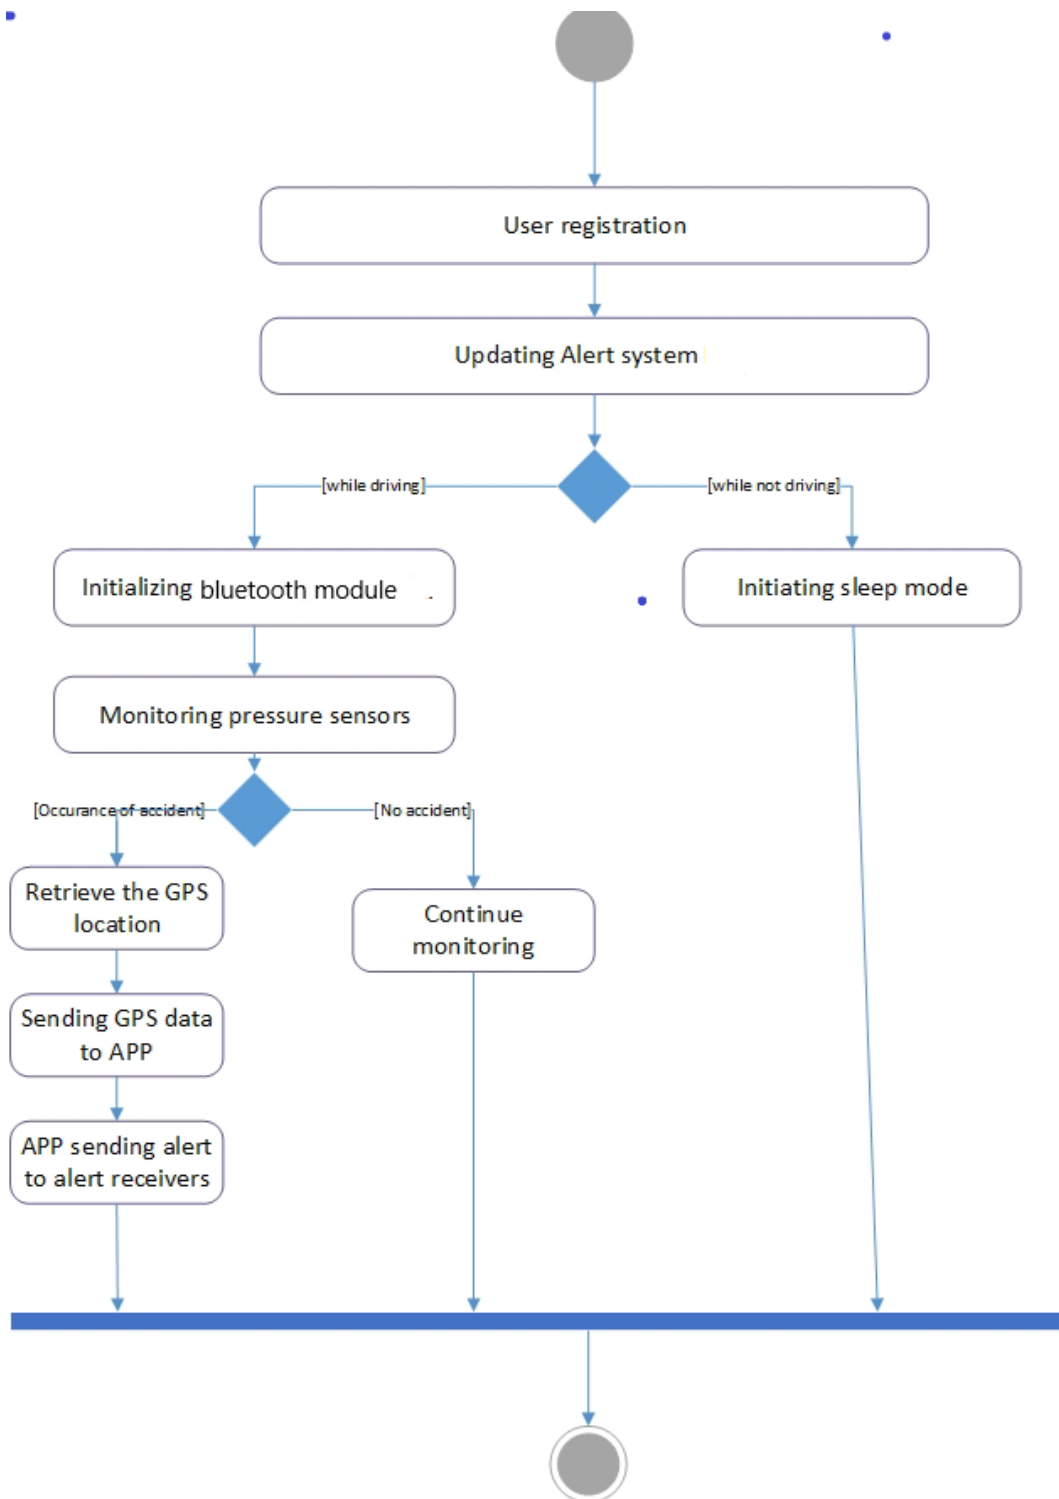 User registration
Updating Alert system
[while driving]
[while not driving]
Initializing bluetooth module .
Initiating sleep mode
Monitoring pressure sensors
[Occurance of accident]
[No accident]
Retrieve the GPS
location
Continue
monitoring
Sending GPS data
to APP
APP sending alert
to alert receivers